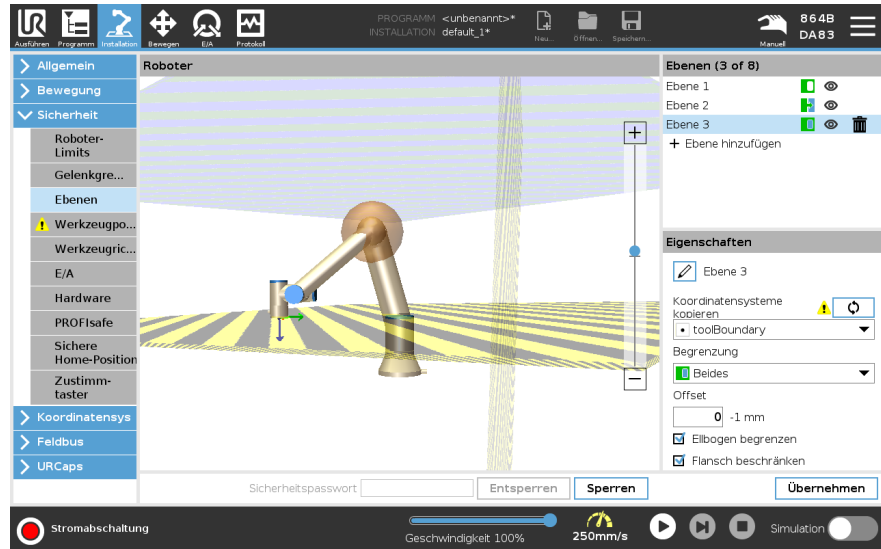 PROGRAMM <unbenannt>*
INSTALLATION default_1*
864B
DA83
Ausführen
Programm
Installation
Bewegen
E/A
Protokoll
Neu...
Öffnen...
Speichern...
Manuell
Allgemein
Bewegung
Sicherheit
Roboter-
Limits
Gelenkgre...
Ebenen
Werkzeugpo...
Werkzeugric...
E/A
Hardware
PROFIsafe
Sichere
Home-Position
Zustimm-
taster
Koordinatensys
Feldbus
URCaps
Roboter
Ebenen (3 of 8)
Ebene 1
Ebene 2
Ebene 3
+ Ebene hinzufügen
Eigenschaften
Ebene 3
Koordinatensysteme
kopieren
toolBoundary
Begrenzung
Beides
Offset
0 -1 mm
Ellbogen begrenzen
Flansch beschränken
Sicherheitspasswort
Entsperren
Sperren
Übernehmen
Stromabschaltung
Geschwindigkeit 100%
250mm/s
Simulation